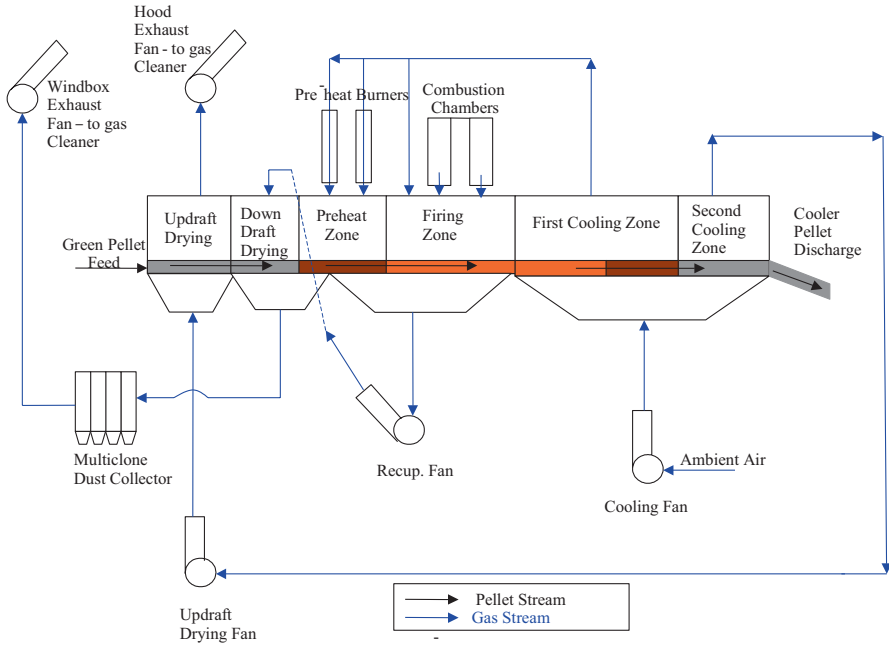 Hood
Exhaust
Fan - to gas
Cleaner
Windbox
Exhaust
Fan – to gas
Cleaner
Pre-heat Burners
Combustion
Chambers
Updraft
Drying
Down
Draft
Drying
Preheat
Zone
Firing
Zone
First Cooling Zone
Second
Cooling
Zone
Cooler
Pellet
Discharge
Green Pellet
Feed
Multiclone
Dust Collector
Recup. Fan
Ambient Air
Cooling Fan
Updraft
Drying Fan
Pellet Stream
Gas Stream